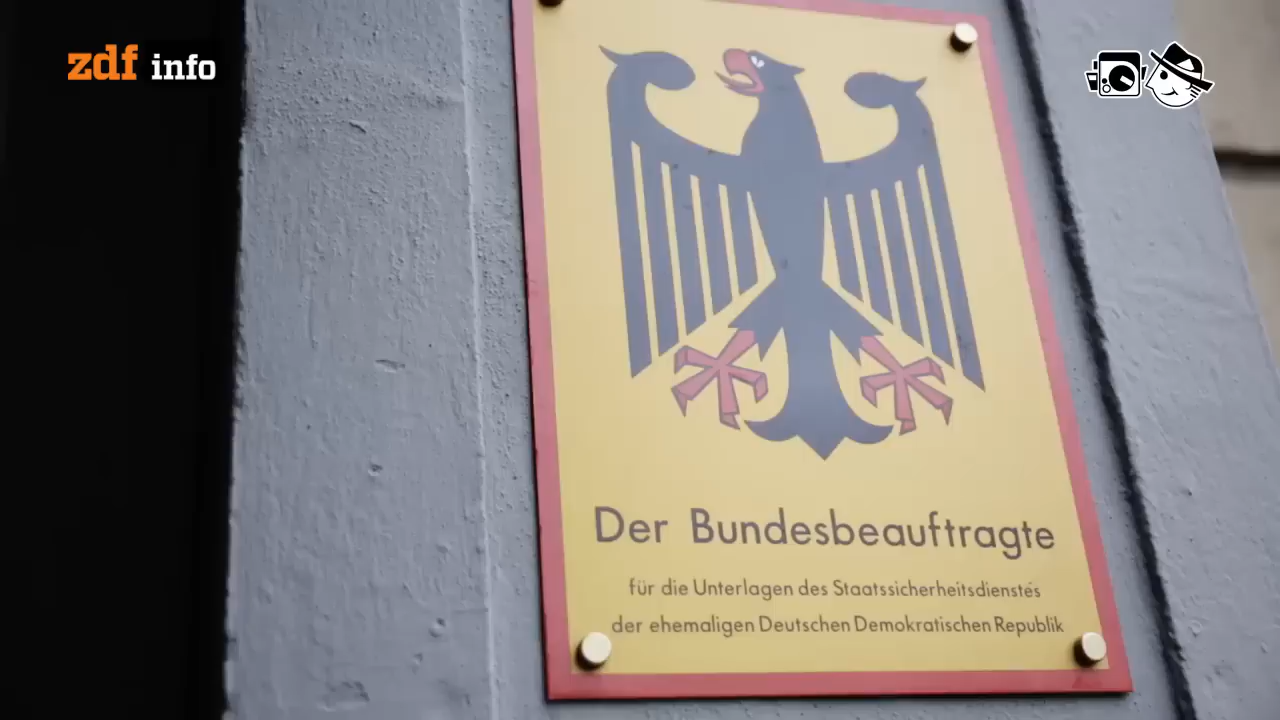 zdf info
Der Bundesbeauftragte
für die Unterlagen des Staatssicherheitsdienstes
der ehemaligen Deutschen Demokratischen Republik